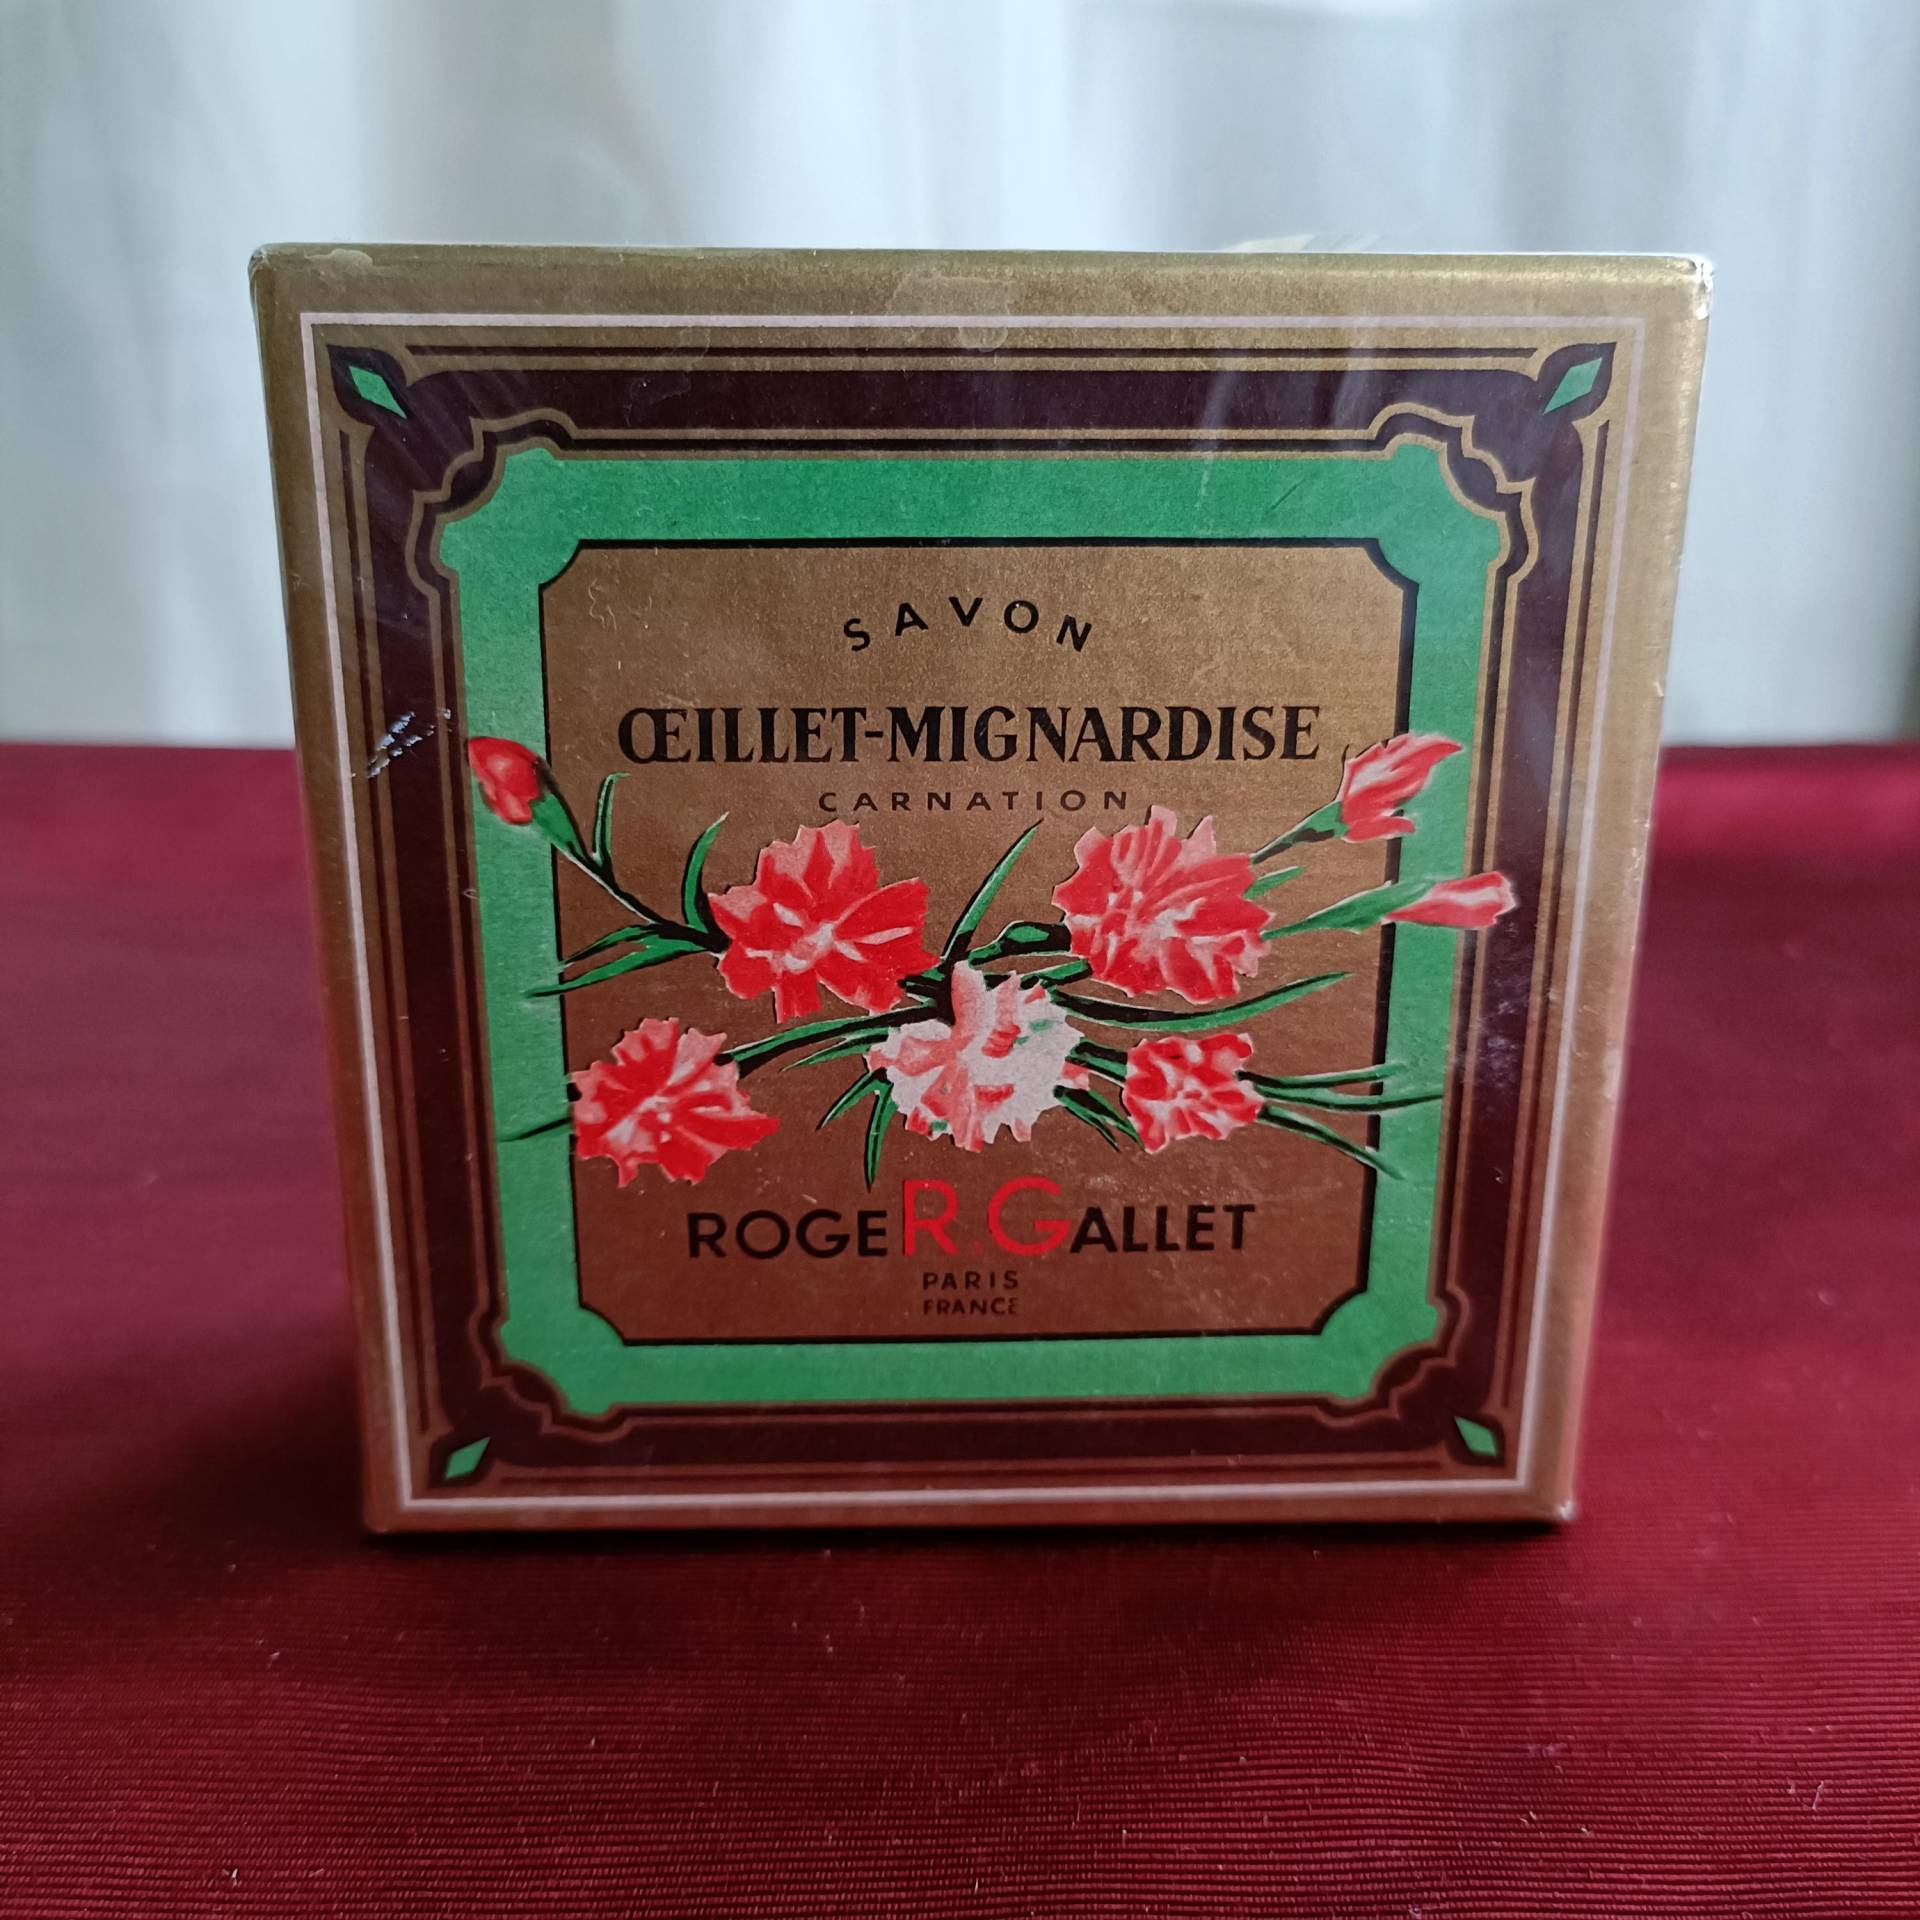 SAVON
ŒILLET-MIGNARDISE
CARNATION
ROGER & GALLET
PARIS
FRANCE